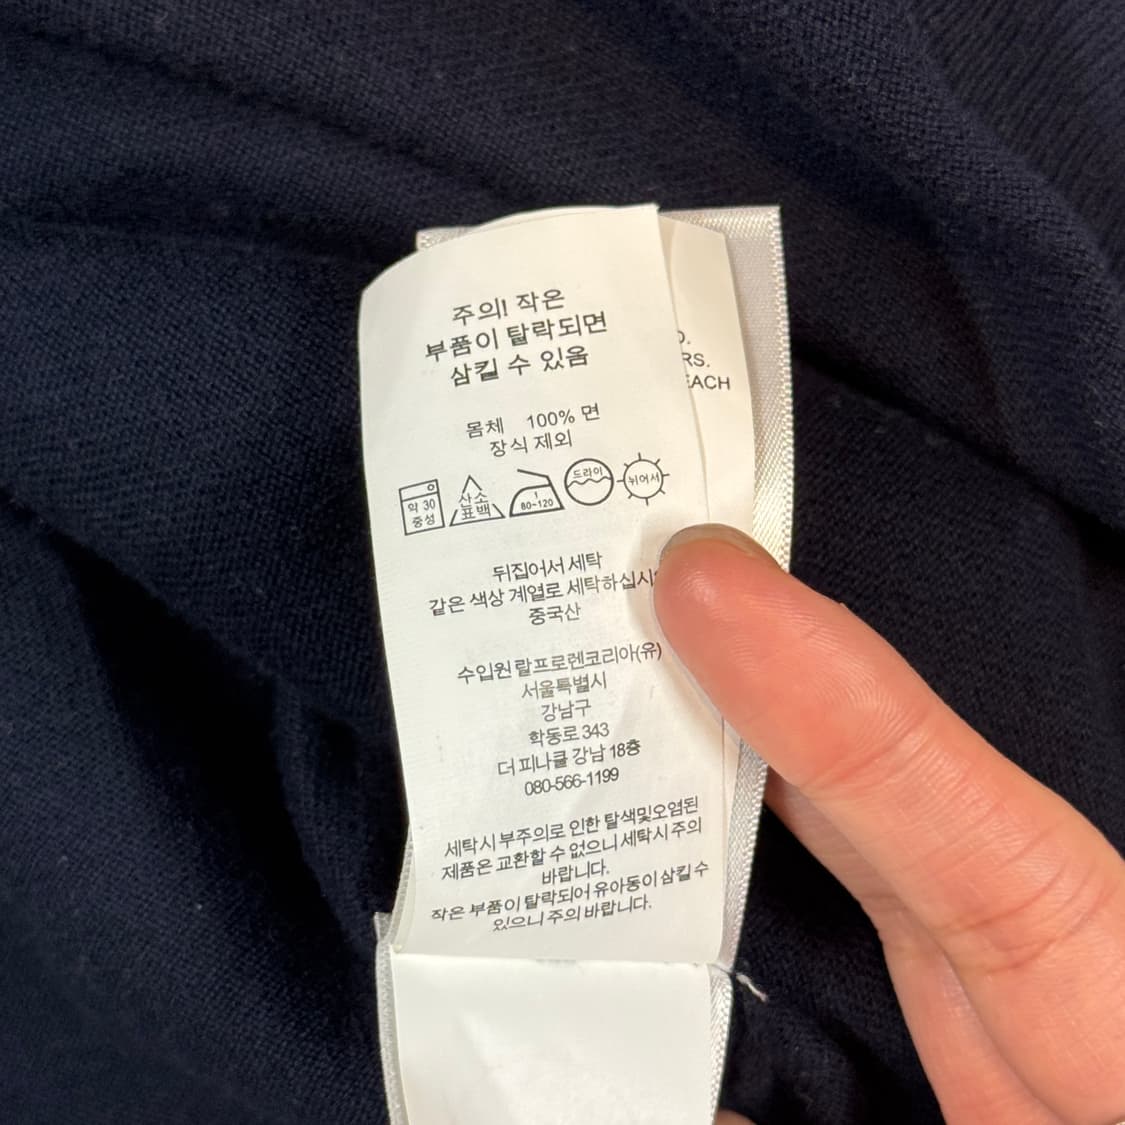 주의! 작은
부품이 탈락되면
삼킬 수 있음
몸체 100% 면
장식 제외
약 30
중성
산소
표백
1
80~120
드라이
뉘어서
뒤집어서 세탁
같은 색상 계열로 세탁하십시
중국산
수입원 랄프로렌코리아(유)
서울특별시
강남구
학동로 343
더 피나클 강남 18층
080-566-1199
세탁시 부주의로 인한 탈색및오염된
제품은 교환할 수 없으니 세탁시 주의
바랍니다.
작은 부품이 탈락되어 유아동이 삼킬 수
있으니 주의 바랍니다.
RS.
EACH